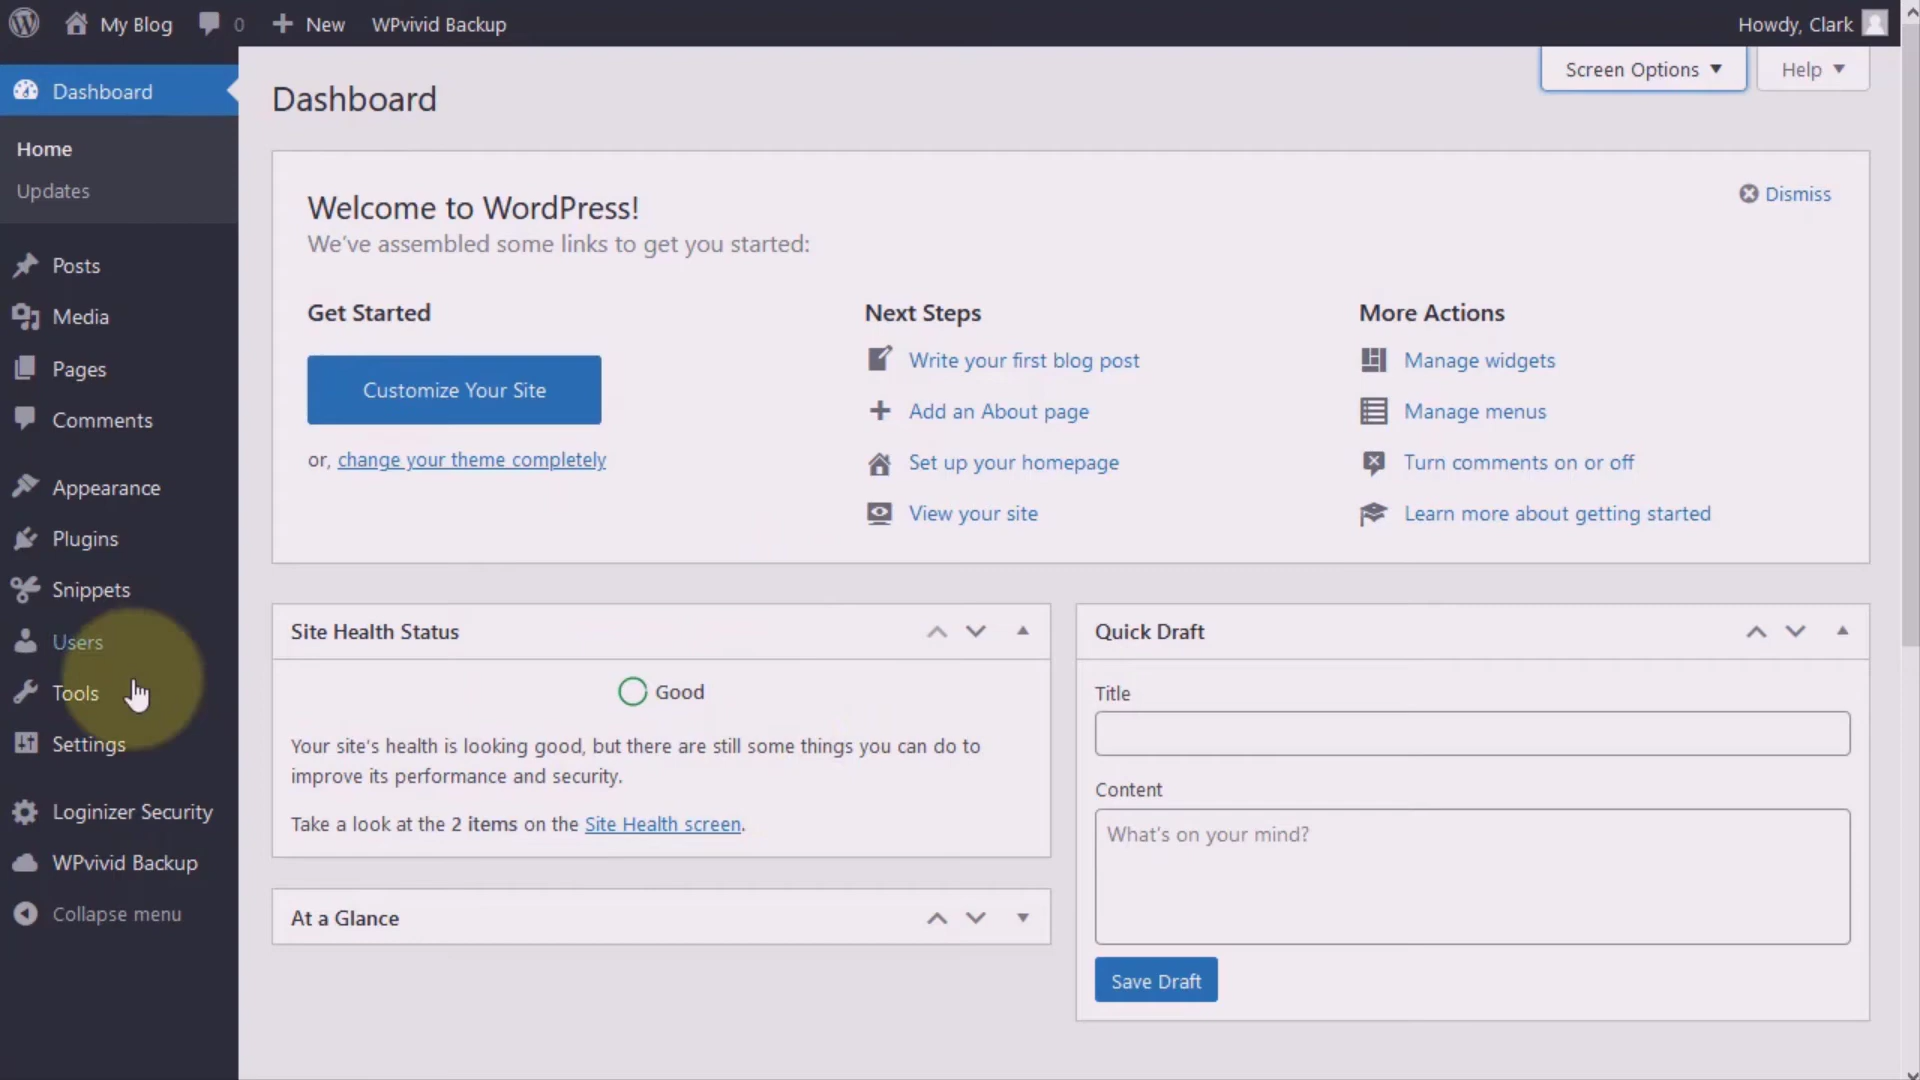 My Blog
0
New
WPvivid Backup
Howdy, Clark
Screen Options
Help
Dashboard
Home
Updates
Posts
Media
Pages
Comments
Appearance
Plugins
Snippets
Users
Tools
Settings
Loginizer Security
WPvivid Backup
Collapse menu
Dashboard
Welcome to WordPress!
We've assembled some links to get you started:
Dismiss
Get Started
Customize Your Site
or, change your theme completely
Next Steps
Write your first blog post
Add an About page
Set up your homepage
View your site
More Actions
Manage widgets
Manage menus
Turn comments on or off
Learn more about getting started
Site Health Status
Good
Your site's health is looking good, but there are still some things you can do to
improve its performance and security.
Take a look at the 2 items on the Site Health screen.
At a Glance
Quick Draft
Title
Content
What's on your mind?
Save Draft